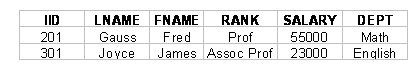 IID LNAME FNAME RANK SALARY DEPT
201 Gauss Fred Prof 55000 Math
301 Joyce James Assoc Prof 23000 English